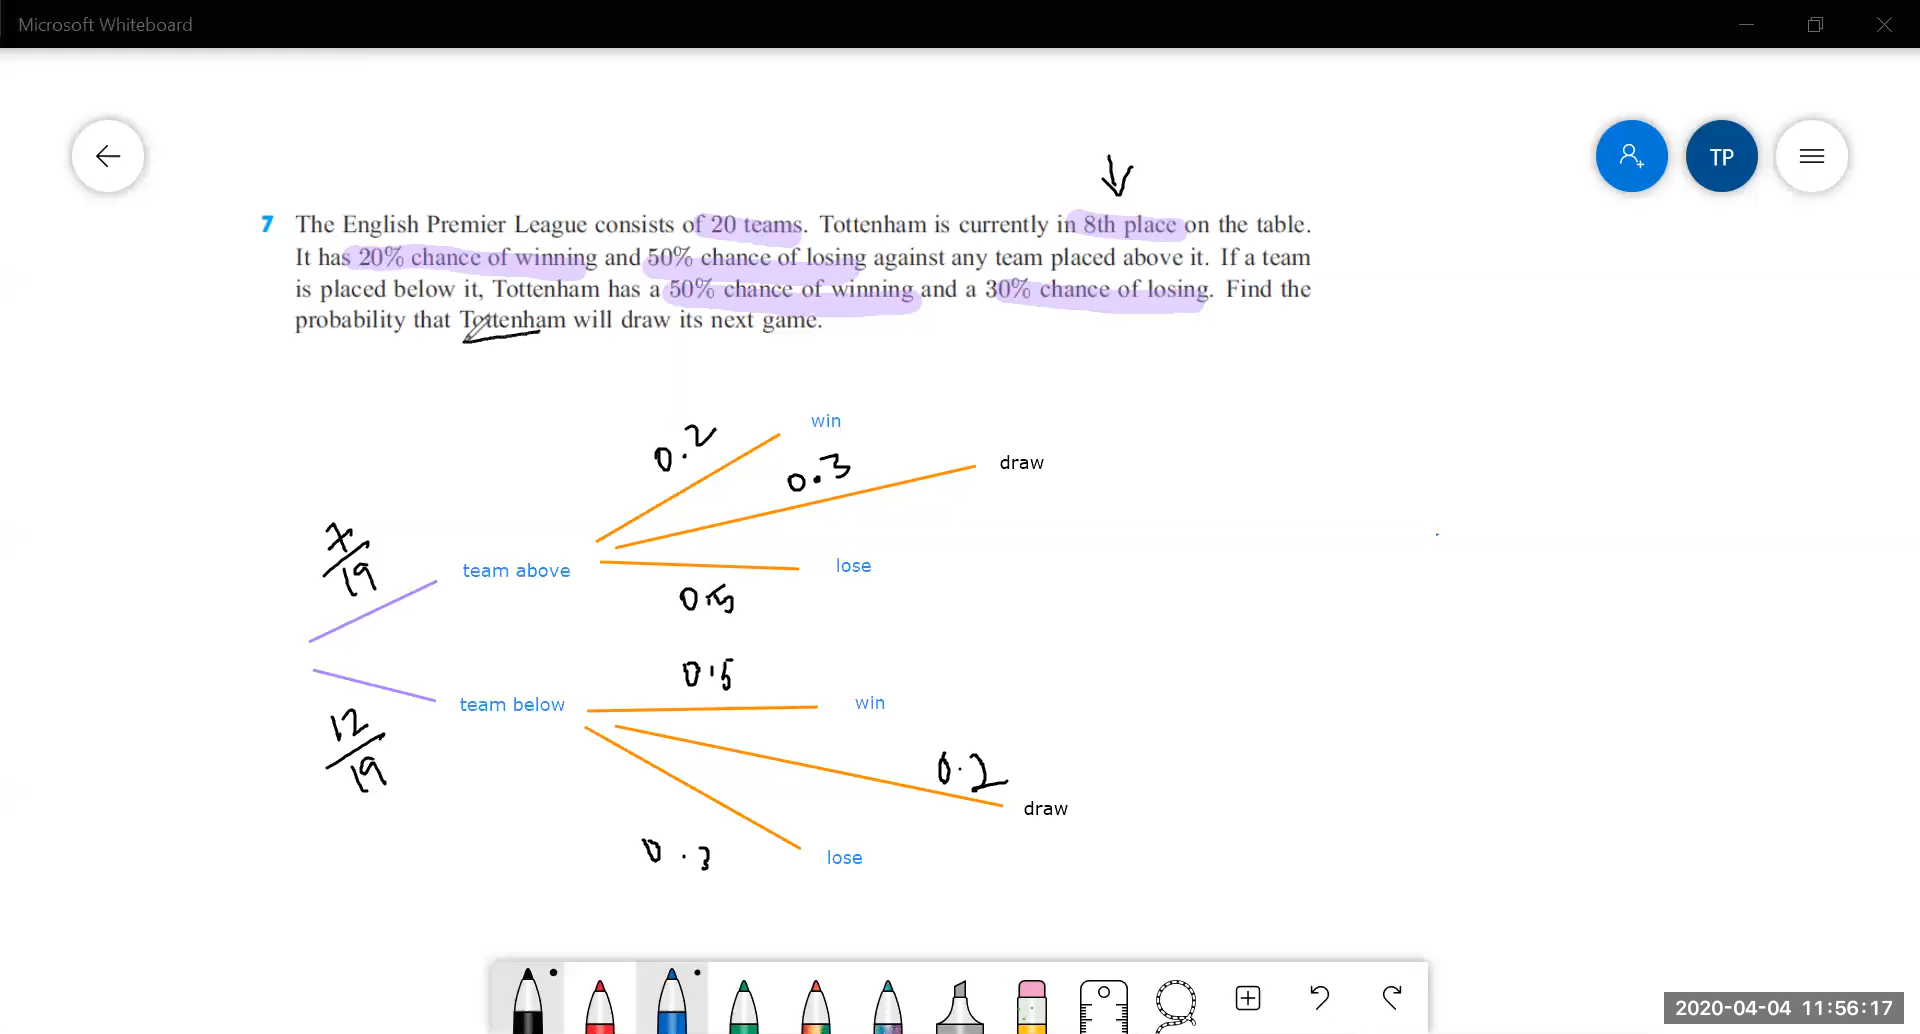 Microsoft Whiteboard
TP
7 The English Premier League consists of 20 teams. Tottenham is currently in 8th place on the table.
It has 20% chance of winning and 50% chance of losing against any team placed above it. If a team
is placed below it, Tottenham has a 50% chance of winning and a 30% chance of losing. Find the
probability that Tottenham will draw its next game.
win
0.2
draw
0.3
7
19
team above
lose
0.5
0.5
team below
win
12
19
0.2
draw
0.3
lose
2020-04-04 11:56:17